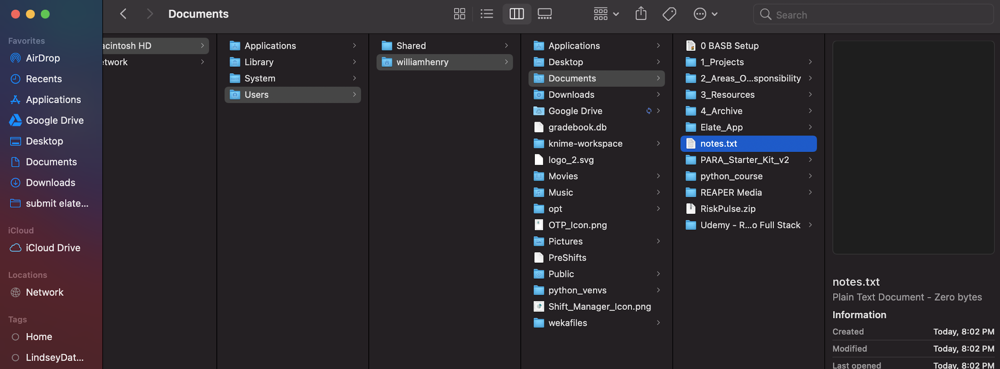 Documents
Search
Favorites
AirDrop
Recents
Applications
Google Drive
Desktop
Documents
Downloads
submit elate...
iCloud
iCloud Drive
Locations
Network
Tags
Home
LindseyDat...
acintosh HD
etwork
Applications
Library
System
Users
Shared
williamhenry
Applications
Desktop
Documents
Downloads
Google Drive
gradebook.db
knime-workspace
logo_2.svg
Movies
Music
opt
OTP_Icon.png
Pictures
PreShifts
Public
python_venvs
Shift_Manager_Icon.png
wekafiles
0 BASB Setup
1_Projects
2_Areas_O...sponsibility
3_Resources
4_Archive
Elate_App
notes.txt
PARA_Starter_Kit_v2
python_course
REAPER Media
RiskPulse.zip
Udemy - R...o Full Stack
notes.txt
Plain Text Document - Zero bytes
Information
Created Today, 8:02 PM
Modified Today, 8:02 PM
Last opened Today, 8:02 PM